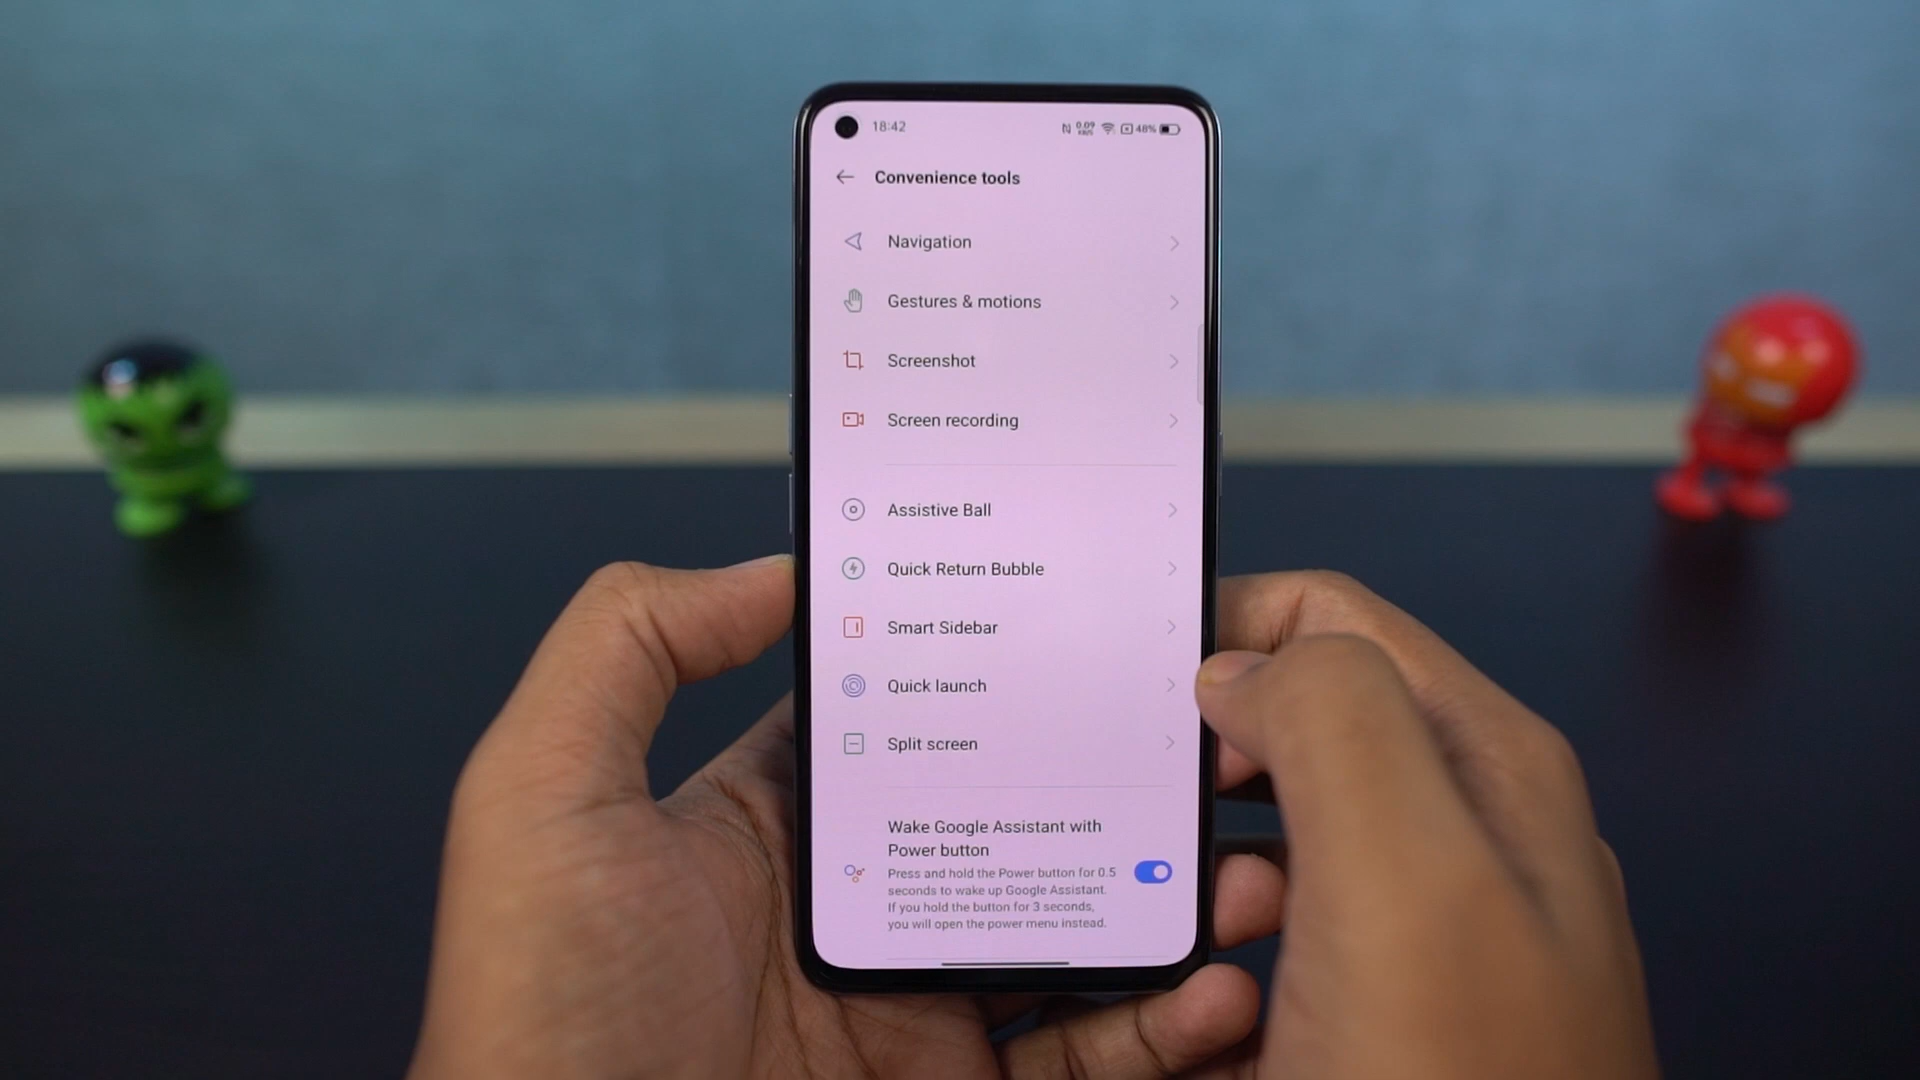 18:42
0.09
KB/S
48%
Convenience tools
Navigation
Gestures & motions
Screenshot
Screen recording
Assistive Ball
Quick Return Bubble
Smart Sidebar
Quick launch
Split screen
Wake Google Assistant with
Power button
Press and hold the Power button for 0.5
seconds to wake up Google Assistant.
If you hold the button for 3 seconds,
you will open the power menu instead.